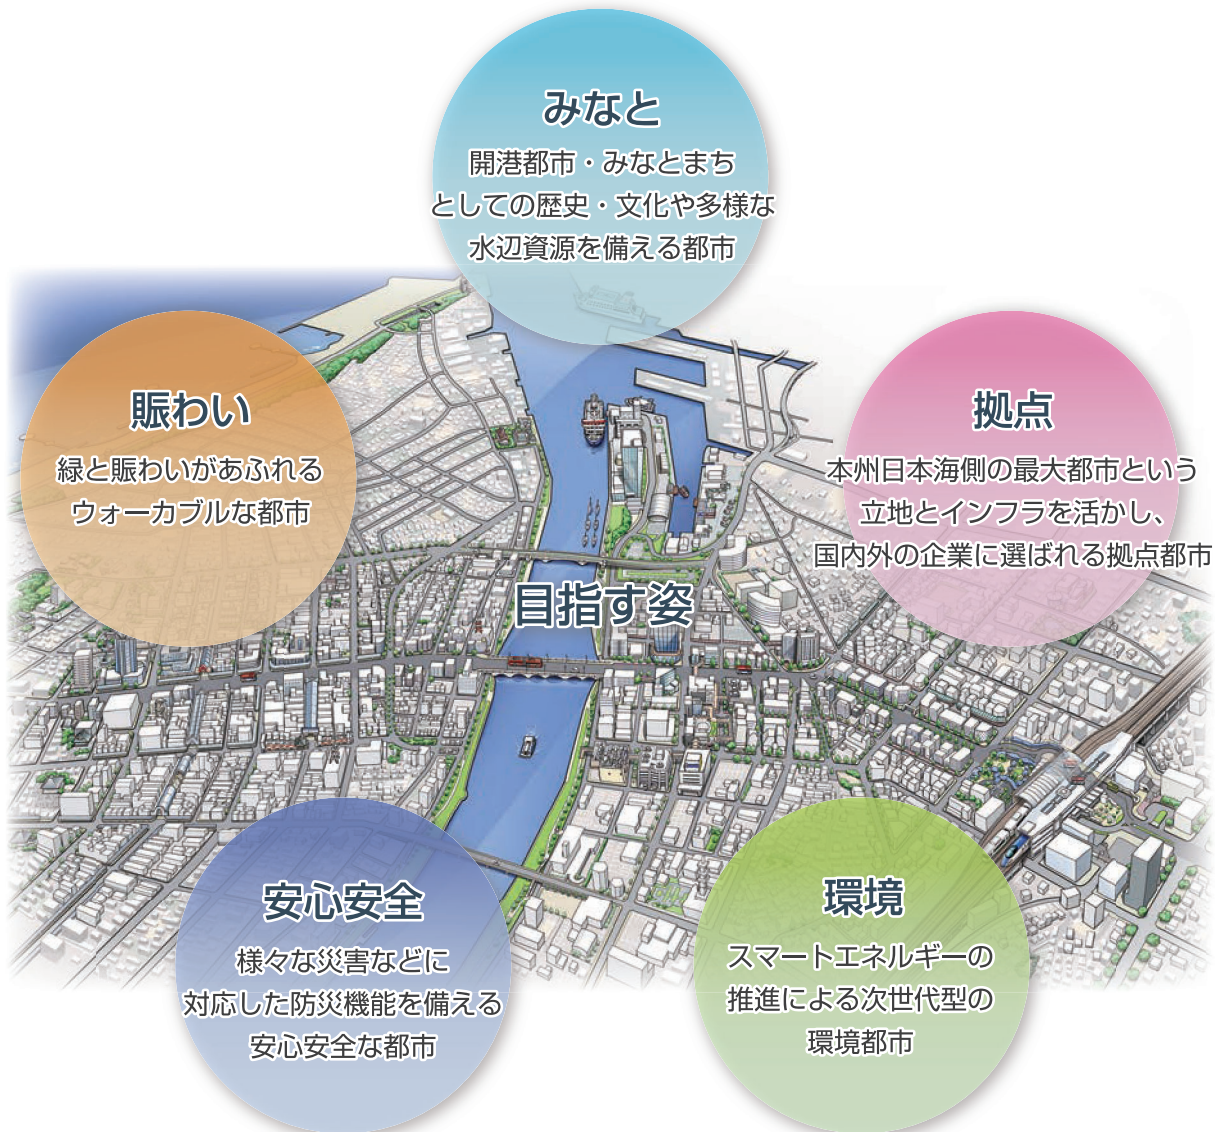 みなと
開港都市・みなとまち
としての歴史・文化や多様な
水辺資源を備える都市
賑わい
緑と賑わいがあふれる
ウォーカブルな都市
拠点
本州日本海側の最大都市という
立地とインフラを活かし、
国内外の企業に選ばれる拠点都市
目指す姿
安心安全
様々な災害などに
対応した防災機能を備える
安心安全な都市
環境
スマートエネルギーの
推進による次世代型の
環境都市